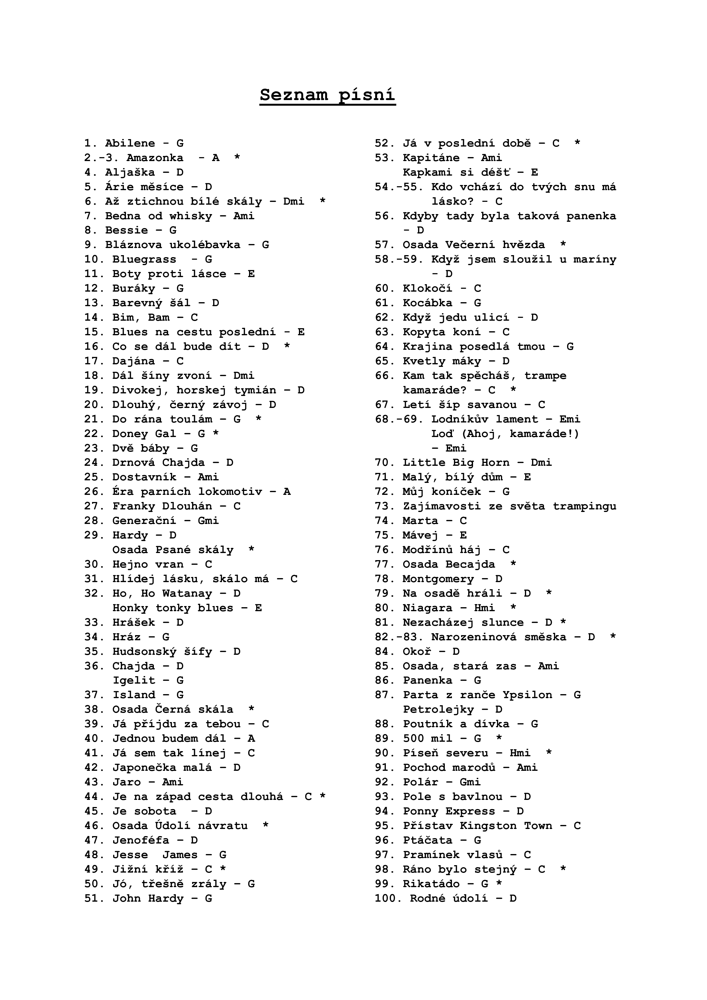 Seznam písní
1. Abilene - G
2.-3. Amazonka  - A  *
4. Aljaška – D
5. Árie měsíce – D
6. Až ztichnou bílé skály – Dmi  *
7. Bedna od whisky – Ami
8. Bessie – G
9. Bláznova ukolébavka – G
10. Bluegrass  - G
11. Boty proti lásce – E
12. Buráky – G
13. Barevný šál – D
14. Bim, Bam – C
15. Blues na cestu poslední - E
16. Co se dál bude dít – D  *
17. Dajána – C
18. Dál šíny zvoní – Dmi
19. Divokej, horskej tymián – D
20. Dlouhý, černý závoj – D
21. Do rána toulám – G  *
22. Doney Gal – G *
23. Dvě báby – G
24. Drnová Chajda – D
25. Dostavník – Ami
26. Éra parních lokomotiv – A
27. Franky Dlouhán – C
28. Generační – Gmi
29. Hardy – D
Osada Psané skály  *
30. Hejno vran – C
31. Hlídej lásku, skálo má – C
32. Ho, Ho Watanay – D
Honky tonky blues – E
33. Hrášek – D
34. Hráz – G
35. Hudsonský šífy – D
36. Chajda – D
Igelit – G
37. Island – G
38. Osada Černá skála  *
39. Já příjdu za tebou – C
40. Jednou budem dál – A
41. Já sem tak línej – C
42. Japonečka malá – D
43. Jaro – Ami
44. Je na západ cesta dlouhá – C *
45. Je sobota  – D
46. Osada Údolí návratu  *
47. Jenoféfa – D
48. Jesse  James – G
49. Jižní kříž – C *
50. Jó, třešně zrály – G
51. John Hardy – G
52. Já v poslední době – C  *
53. Kapitáne – Ami
Kapkami si déšť – E
54.-55. Kdo vchází do tvých snu má
lásko? - C
56. Kdyby tady byla taková panenka
- D
57. Osada Večerní hvězda  *
58.-59. Když jsem sloužil u maríny
- D
60. Klokočí - C
61. Kocábka – G
62. Když jedu ulicí - D
63. Kopyta koní – C
64. Krajina posedlá tmou – G
65. Kvetly máky – D
66. Kam tak spěcháš, trampe
kamaráde? – C  *
67. Letí šíp savanou – C
68.-69. Lodníkův lament – Emi
Loď (Ahoj, kamaráde!)
– Emi
70. Little Big Horn – Dmi
71. Malý, bílý dům – E
72. Můj koníček – G
73. Zajímavosti ze světa trampingu
74. Marta – C
75. Mávej – E
76. Modřínů háj – C
77. Osada Becajda  *
78. Montgomery – D
79. Na osadě hráli – D  *
80. Niagara – Hmi  *
81. Nezacházej slunce – D *
82.-83. Narozeninová směska – D  *
84. Okoř – D
85. Osada, stará zas – Ami
86. Panenka – G
87. Parta z ranče Ypsilon – G
Petrolejky – D
88. Poutník a dívka – G
89. 500 mil – G  *
90. Píseň severu – Hmi  *
91. Pochod marodů – Ami
92. Polár – Gmi
93. Pole s bavlnou – D
94. Ponny Express – D
95. Přístav Kingston Town – C
96. Ptáčata – G
97. Pramínek vlasů – C
98. Ráno bylo stejný – C  *
99. Rikatádo – G *
100. Rodné údolí – D